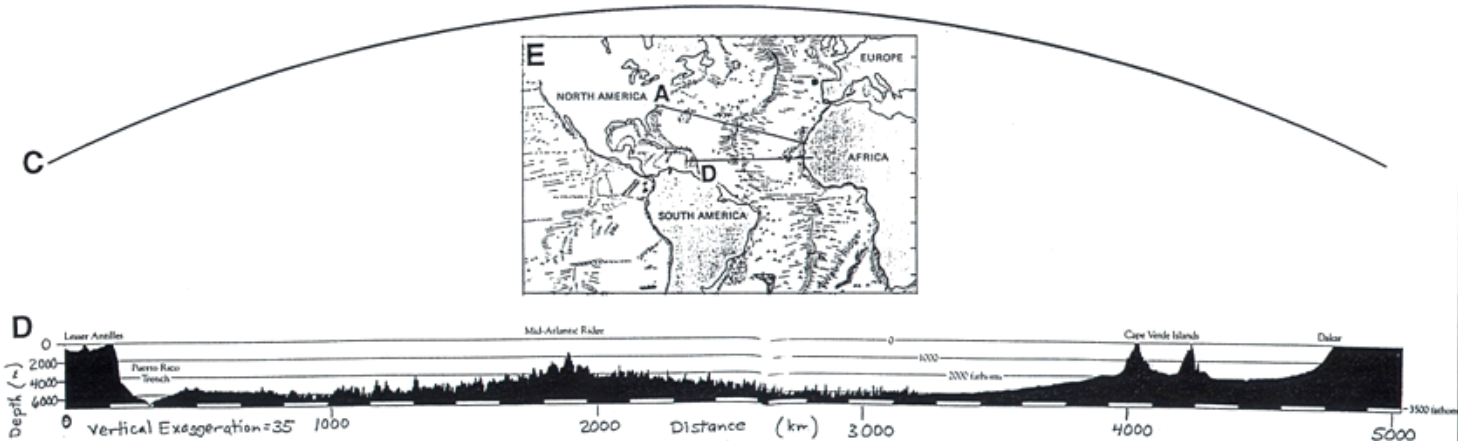 C
E
EUROPE
NORTH AMERICA
A
AFRICA
D
SOUTH AMERICA
D
Lesser Antilles
Mid-Atlantic Ridge
Cape Verde Islands
Dakar
0
0
2000
Puerto Rico
Trench
1000
4000
2000 fathoms
6000
3500 fathoms
Depth (m)
0
1000
2000
3000
4000
5000
Vertical Exaggeration=35
Distance (km)